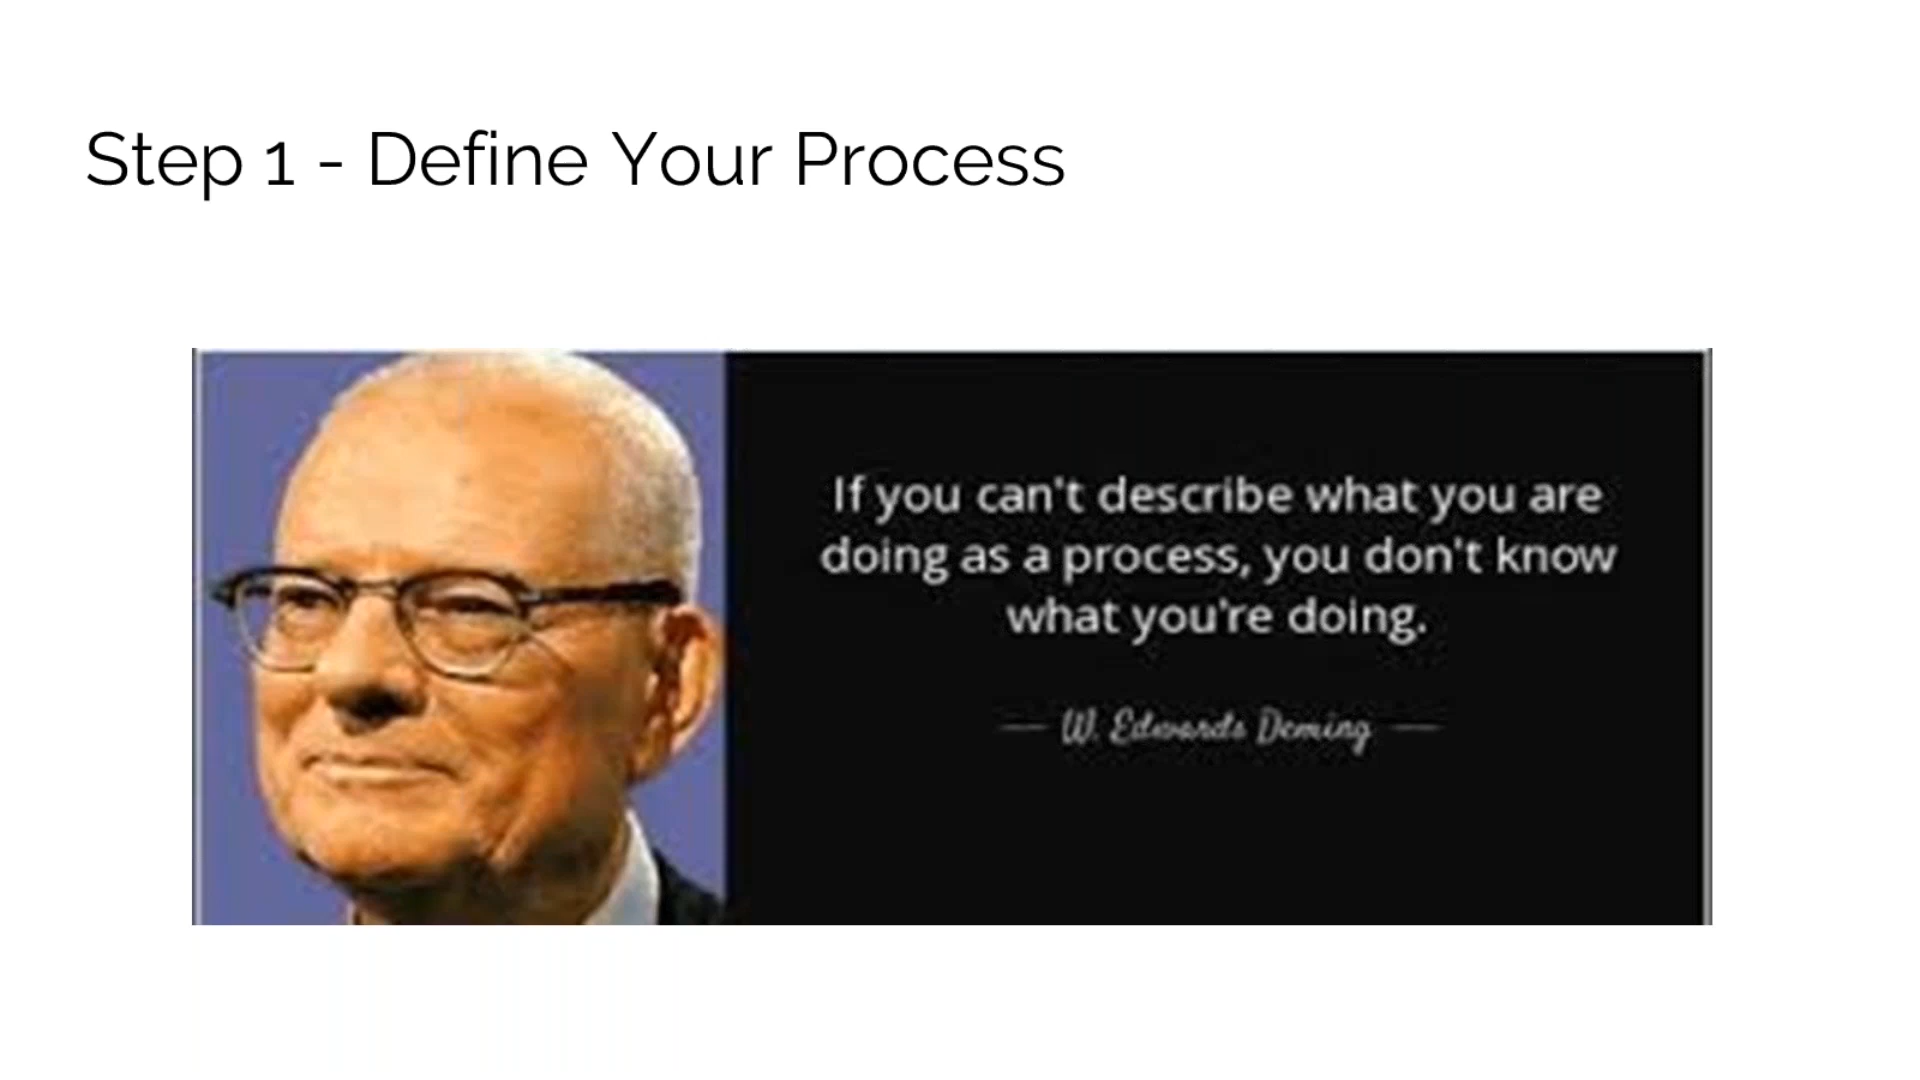 Step 1 - Define Your Process
If you can't describe what you are
doing as a process, you don't know
what you're doing.
— W. Edwards Deming —